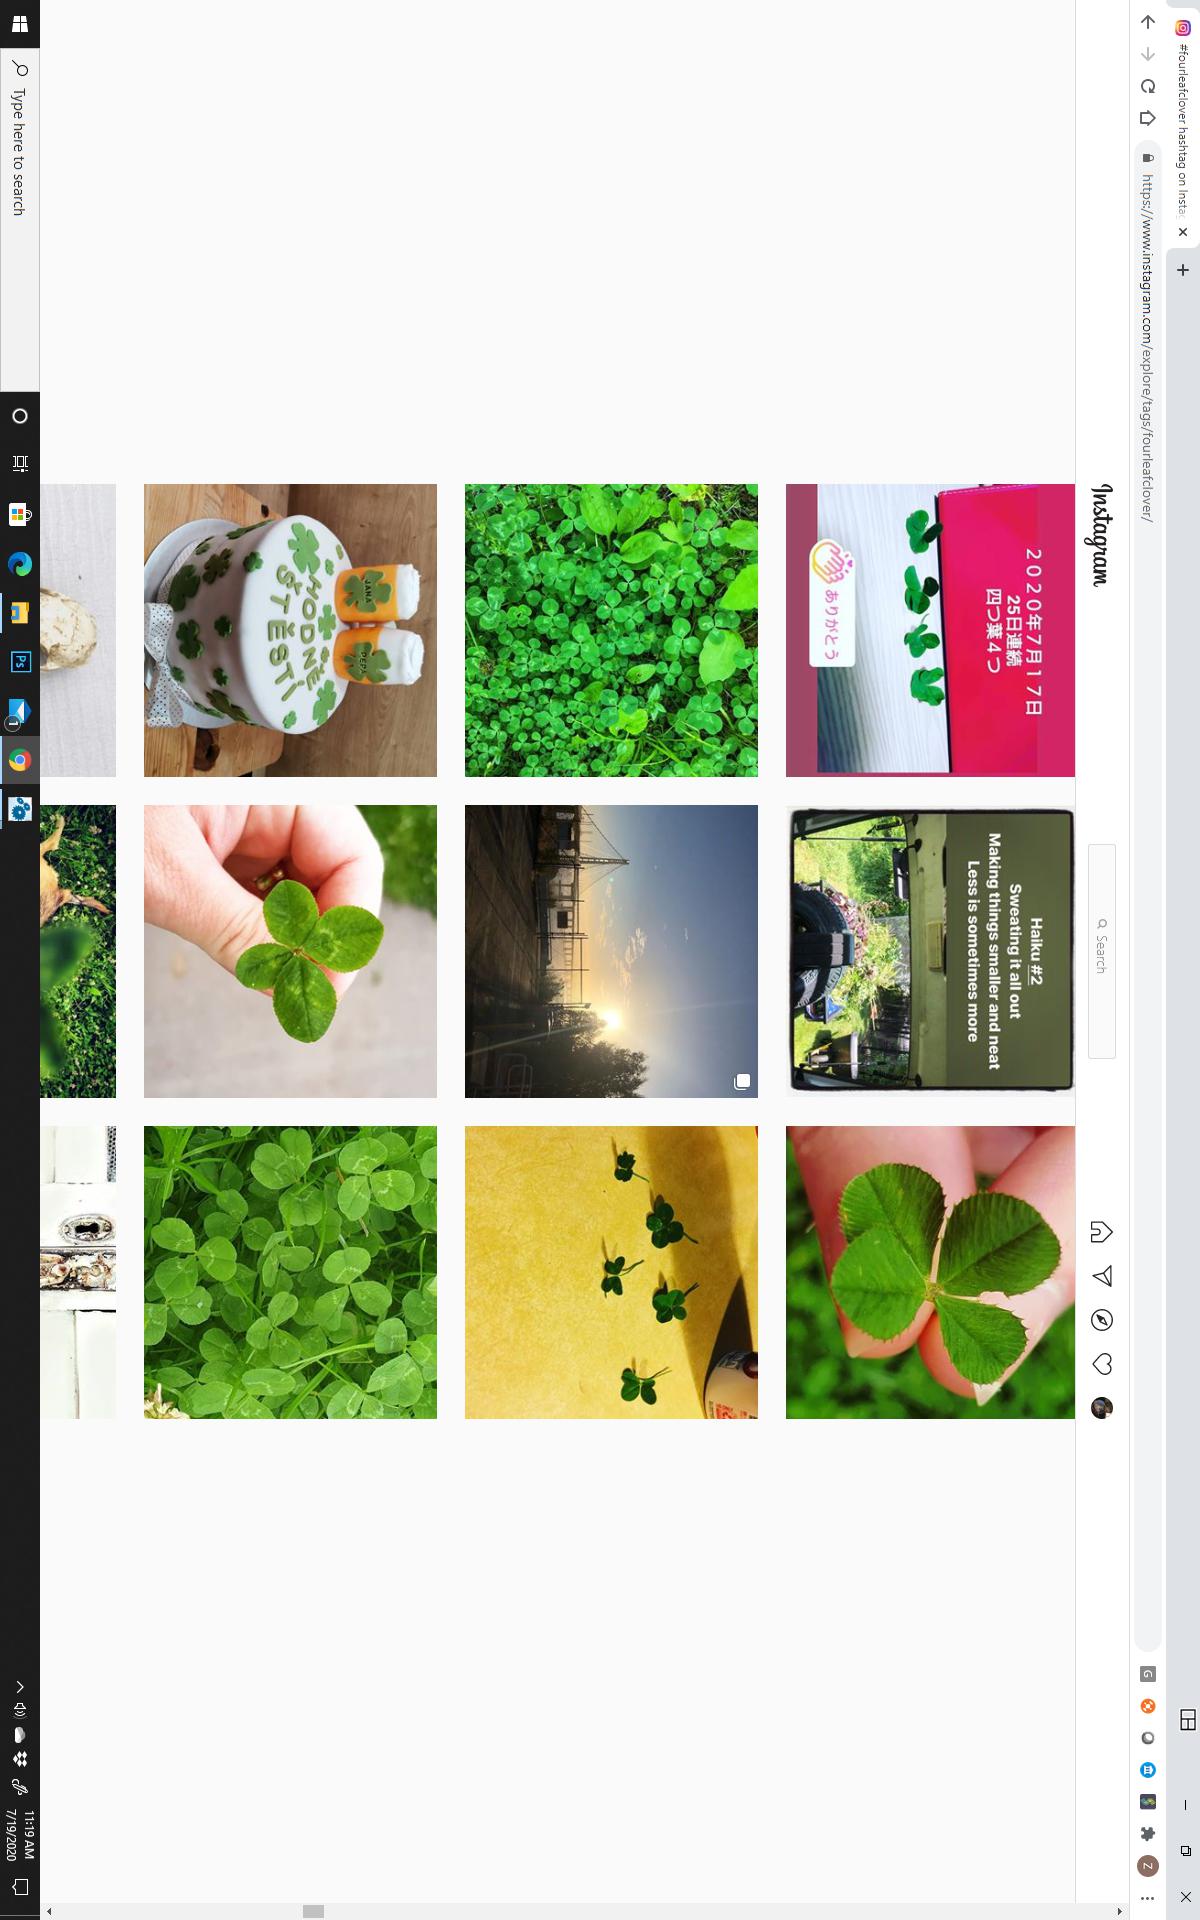 #fourleafclover hashtag on Insta
https://www.instagram.com/explore/tags/fourleafclover/
G
Z
Instagram
Search
2020年7月17日
25日連続
四つ葉4つ
ありがとう
Haiku #2
Sweating it all out
Making things smaller and neat
Less is sometimes more
JANA
PEPA
HODNĚ
ŠTĚSTÍ
Type here to search
Ps
1
11:19 AM
7/19/2020